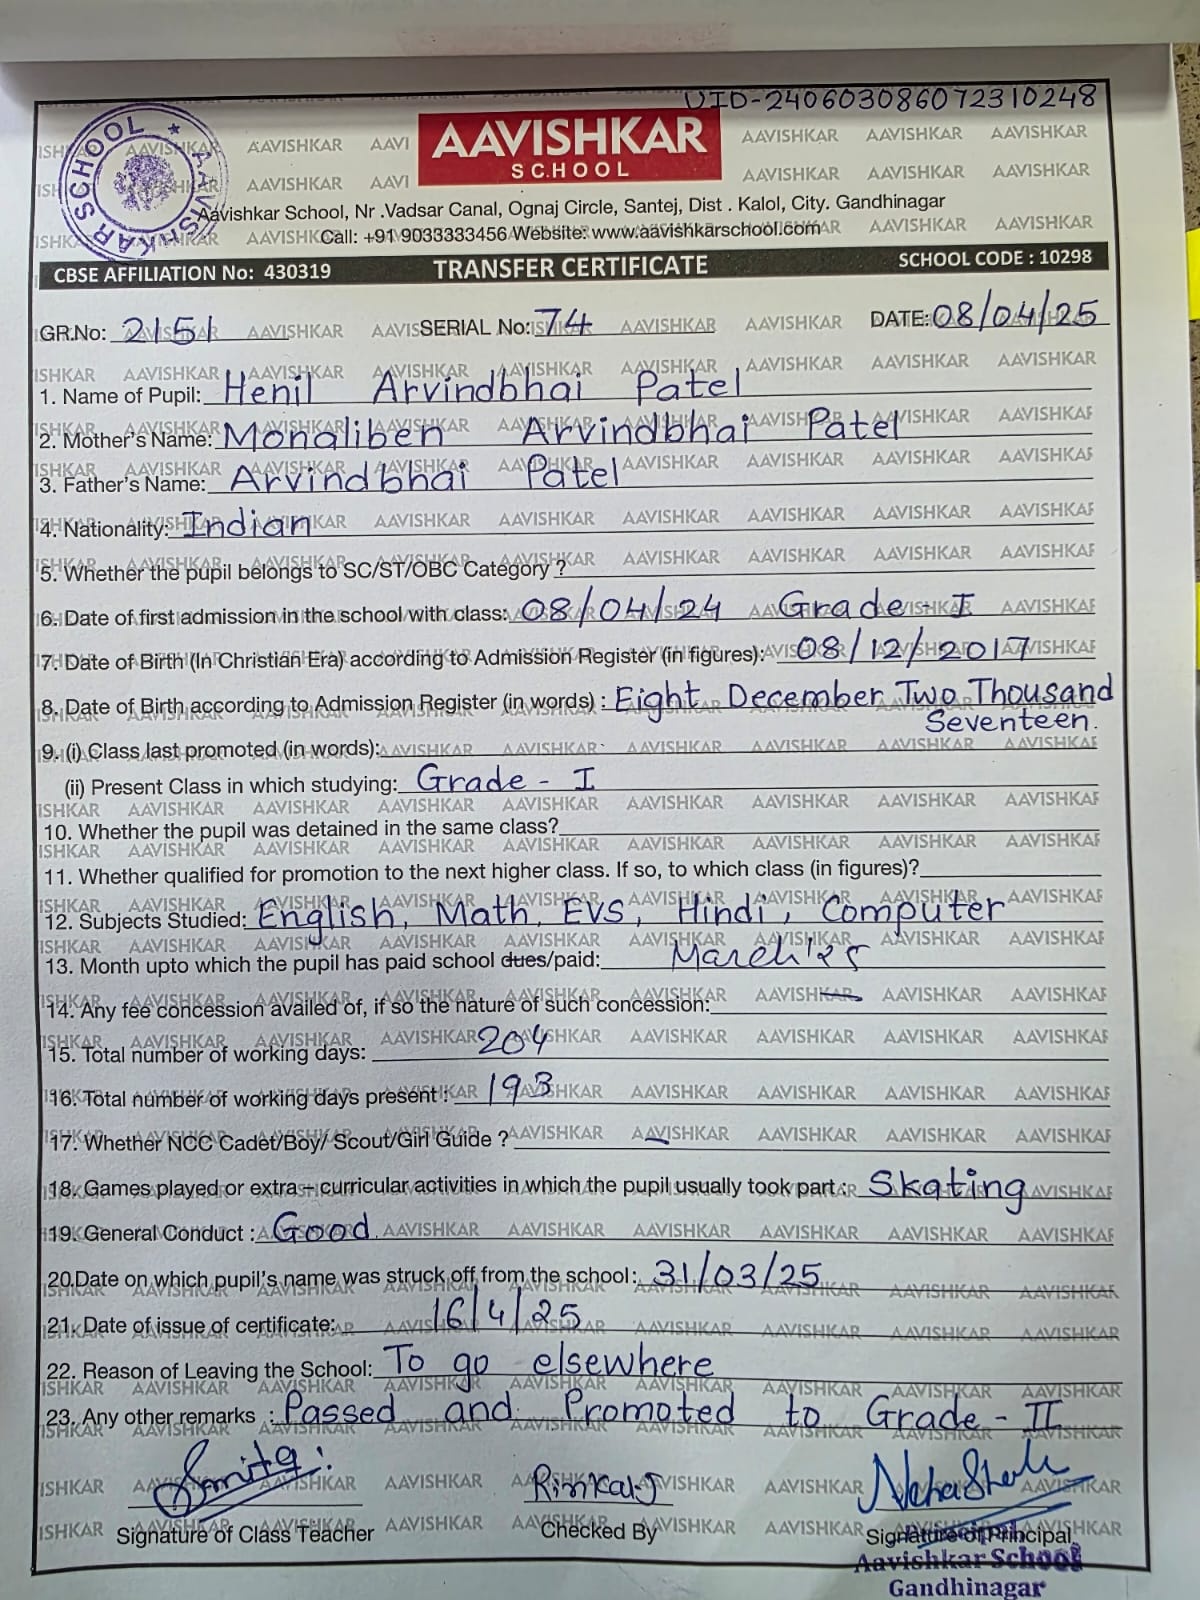 UID-240603086072310248
AAVISHKAR SCHOOL
AAVISHKAR
SCHOOL
Aavishkar School, Nr .Vadsar Canal, Ognaj Circle, Santej, Dist . Kalol, City. Gandhinagar
Call: +91 9033333456 Website: www.aavishkarschool.com
CBSE AFFILIATION No: 430319 TRANSFER CERTIFICATE SCHOOL CODE : 10298
GR.No: 2151 SERIAL No: 74 DATE: 08/04/25
1. Name of Pupil: Henil Arvindbhai Patel
2. Mother's Name: Monaliben Arvindbhai Patel
3. Father's Name: Arvindbhai Patel
4. Nationality: Indian
5. Whether the pupil belongs to SC/ST/OBC Category ?
6. Date of first admission in the school with class: 08/04/24 Grade - I
7. Date of Birth (In Christian Era) according to Admission Register (in figures): 08/12/2017
8. Date of Birth according to Admission Register (in words) : Eight December Two Thousand
Seventeen.
9. (i) Class last promoted (in words):
(ii) Present Class in which studying: Grade - I
10. Whether the pupil was detained in the same class?
11. Whether qualified for promotion to the next higher class. If so, to which class (in figures)?
12. Subjects Studied: English, Math, EVS, Hindi, Computer
13. Month upto which the pupil has paid school dues/paid: March'25
14. Any fee concession availed of, if so the nature of such concession: —
15. Total number of working days: 204
16. Total number of working days present : 193
17. Whether NCC Cadet/Boy/ Scout/Girl Guide ? —
18. Games played or extra – curricular activities in which the pupil usually took part : Skating
19. General Conduct : Good
20.Date on which pupil's name was struck off from the school: 31/03/25
21. Date of issue of certificate: 16/4/25
22. Reason of Leaving the School: To go elsewhere
23. Any other remarks : Passed and Promoted to Grade - II
Smita Rinkal J Neha Shah
Signature of Class Teacher Checked By Signature of Principal
Aavishkar School
Gandhinagar